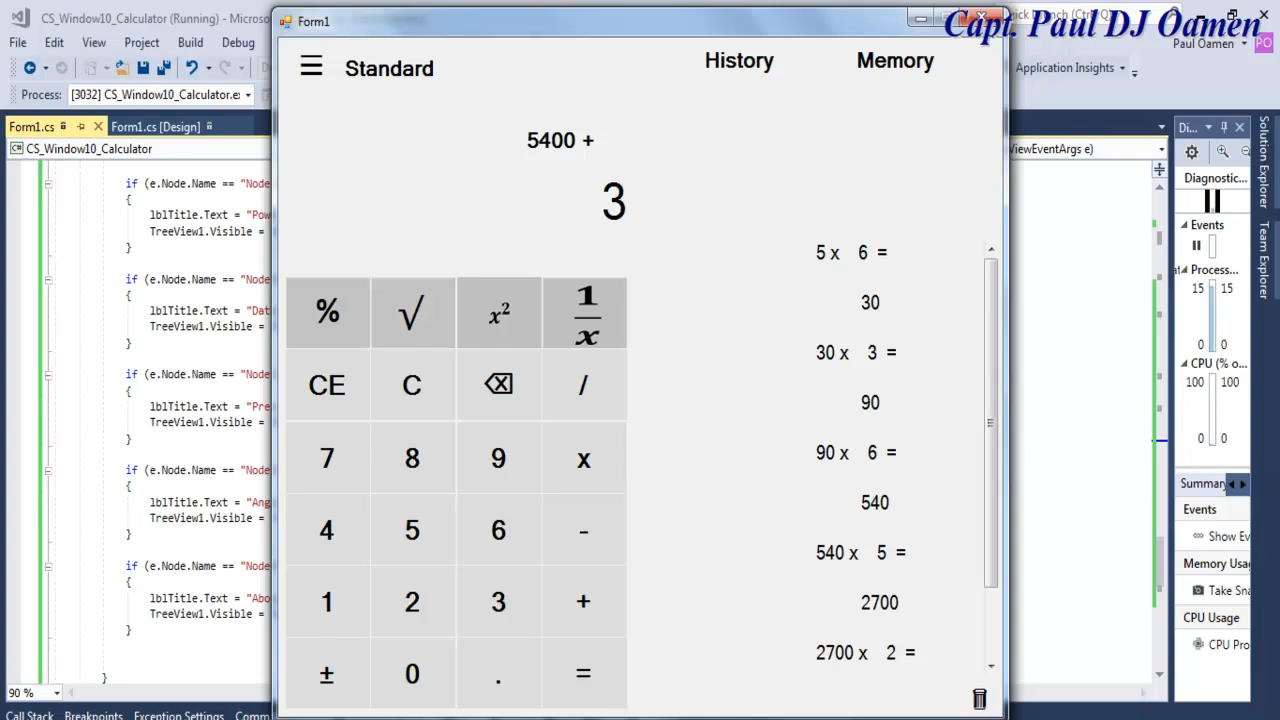 CS_Window10_Calculator (Running) - Microsoft
Capt. Paul DJ Oamen
Form1
File Edit View Project Build Debug
Paul Oamen PO
Application Insights
Process: [3032] CS_Window10_Calculator.e
Form1.cs
Form1.cs [Design]
CS_Window10_Calculator
ViewEventArgs e)
☰ Standard
History
Memory
5400 +
3
% √ x² 1/x
CE C ⌫ /
7 8 9 x
4 5 6 -
1 2 3 +
± 0 . =
5 x 6 =
30
30 x 3 =
90
90 x 6 =
540
540 x 5 =
2700
2700 x 2 =
if (e.Node.Name == "Node
{
lblTitle.Text = "Pow
TreeView1.Visible =
}
if (e.Node.Name == "Node
{
lblTitle.Text = "Dat
TreeView1.Visible =
}
if (e.Node.Name == "Node
{
lblTitle.Text = "Pre
TreeView1.Visible =
}
if (e.Node.Name == "Node
{
lblTitle.Text = "Ang
TreeView1.Visible =
}
if (e.Node.Name == "Node
{
lblTitle.Text = "Abo
TreeView1.Visible =
}
}
90 %
Call Stack Breakpoints Exception Settings Comm
Di...
Diagnostic...
Events
Proces...
15 15
0 0
CPU (% o...
100 100
0 0
Summary
Events
Show Ev
Memory Usag
Take Sna
CPU Usage
CPU Pro
Solution Explorer
Team Explorer